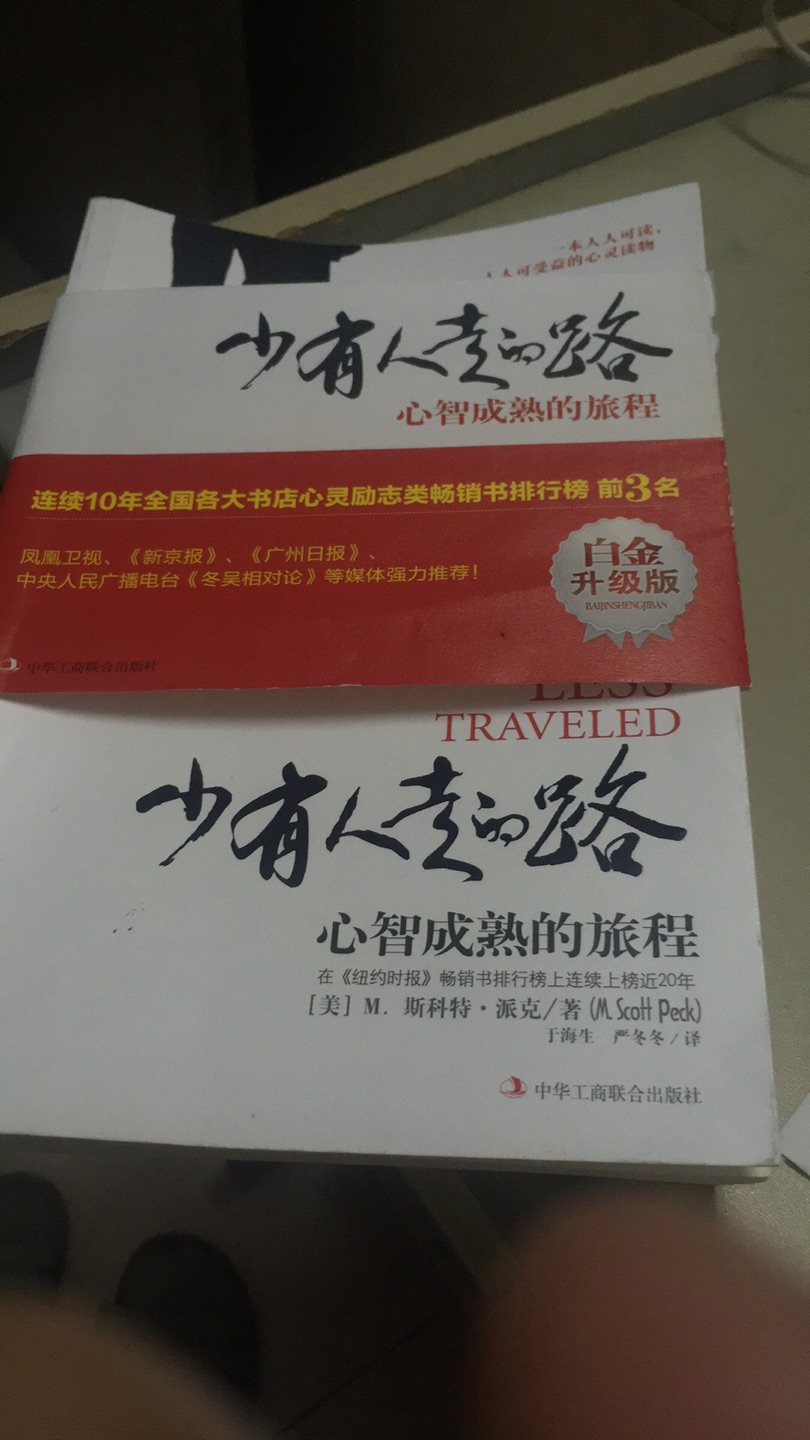 一本人人可读，
人人可受益的心灵读物
少有人走的路
心智成熟的旅程
连续10年全国各大书店心灵励志类畅销书排行榜 前3名
凤凰卫视、《新京报》、《广州日报》、
中央人民广播电台《冬吴相对论》等媒体强力推荐！
白金
升级版
BAIJINSHENGJIBAN
中华工商联合出版社
LESS
TRAVELED
少有人走的路
心智成熟的旅程
在《纽约时报》畅销书排行榜上连续上榜近20年
［美］M．斯科特·派克／著 (M. Scott Peck)
于海生 严冬冬／译
中华工商联合出版社